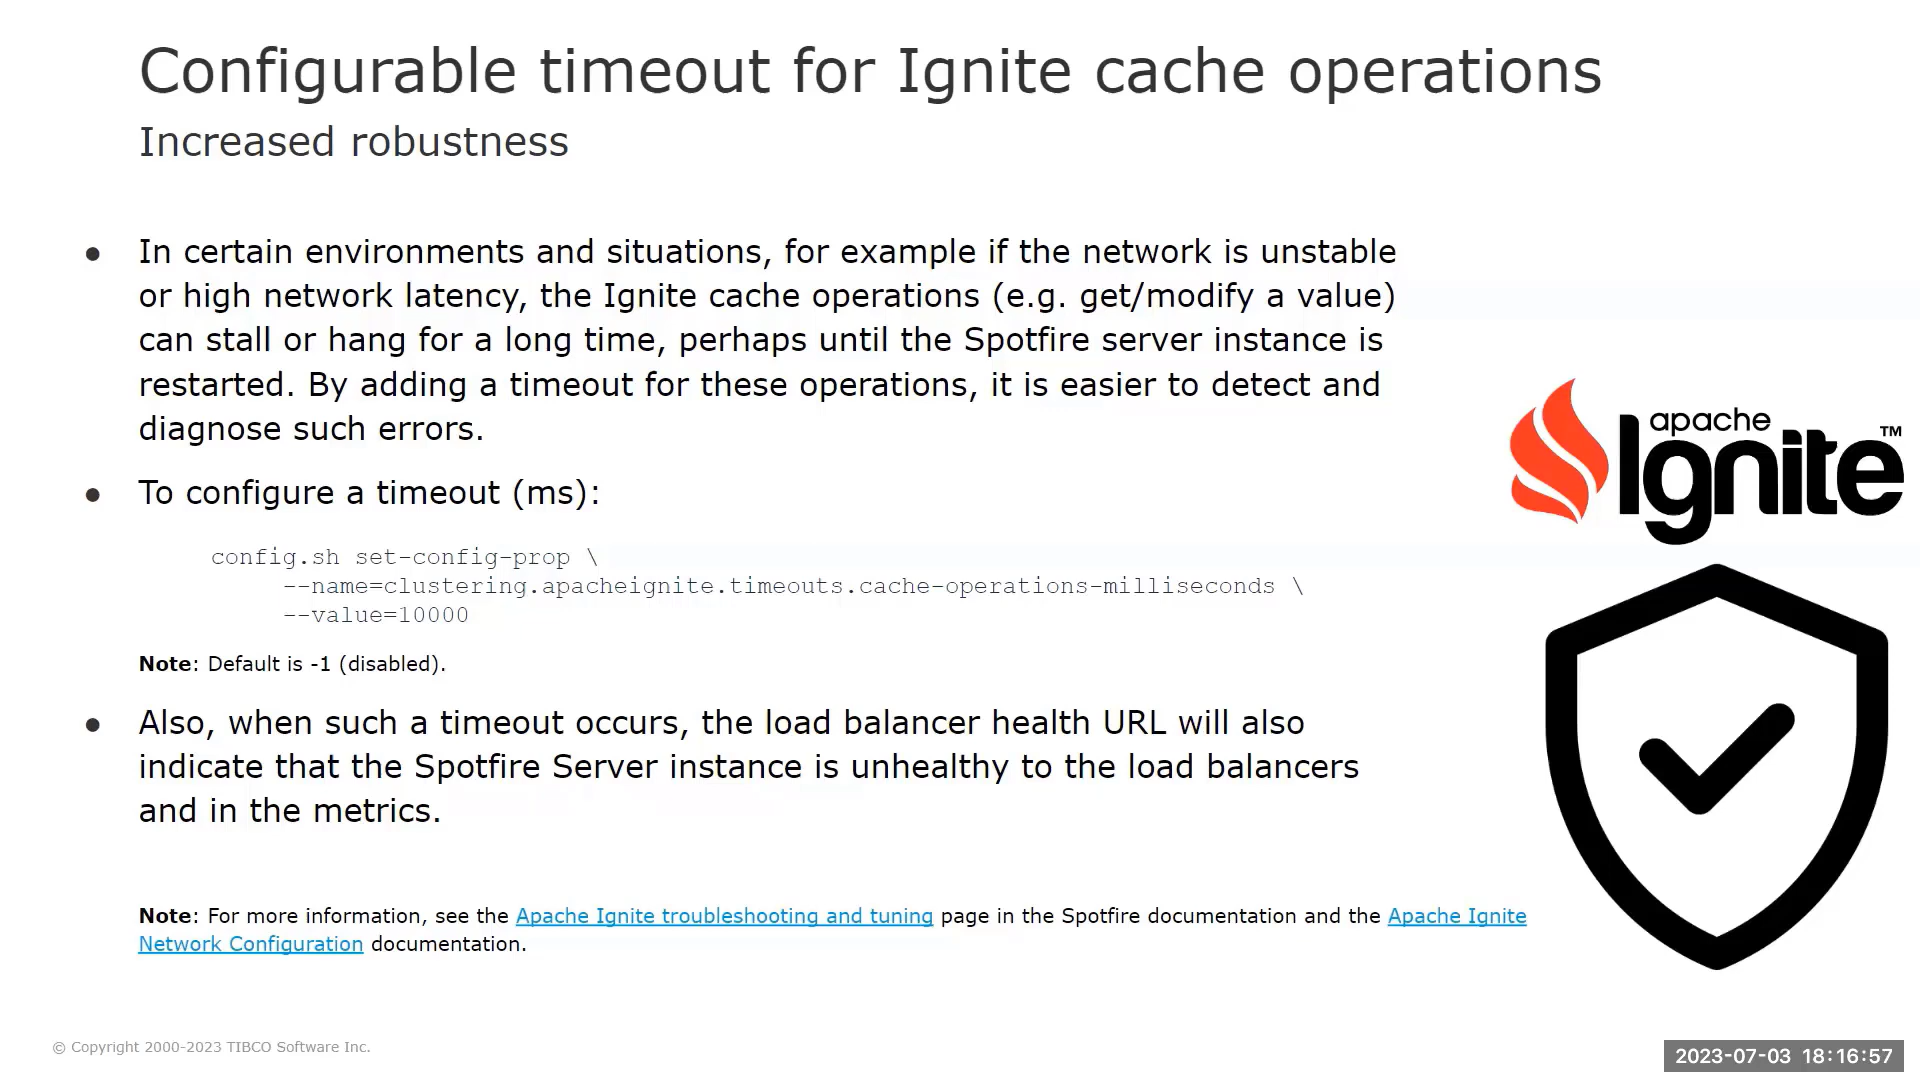 Configurable timeout for Ignite cache operations
Increased robustness
● In certain environments and situations, for example if the network is unstable
or high network latency, the Ignite cache operations (e.g. get/modify a value)
can stall or hang for a long time, perhaps until the Spotfire server instance is
restarted. By adding a timeout for these operations, it is easier to detect and
diagnose such errors.
● To configure a timeout (ms):
config.sh set-config-prop \
--name=clustering.apacheignite.timeouts.cache-operations-milliseconds \
--value=10000
Note: Default is -1 (disabled).
● Also, when such a timeout occurs, the load balancer health URL will also
indicate that the Spotfire Server instance is unhealthy to the load balancers
and in the metrics.
apache
Ignite™
Note: For more information, see the Apache Ignite troubleshooting and tuning page in the Spotfire documentation and the Apache Ignite
Network Configuration documentation.
© Copyright 2000-2023 TIBCO Software Inc.
2023-07-03 18:16:57